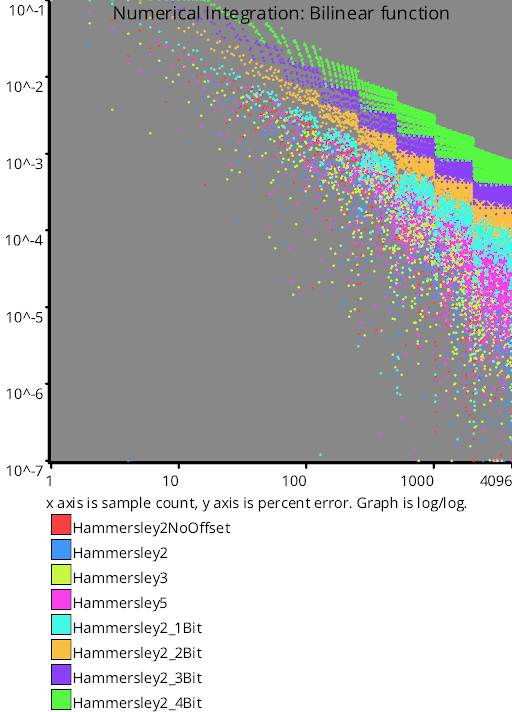 Numerical Integration: Bilinear function
10^-1
10^-2
10^-3
10^-4
10^-5
10^-6
10^-7
1 10 100 1000 4096
x axis is sample count, y axis is percent error. Graph is log/log.
Hammersley2NoOffset
Hammersley2
Hammersley3
Hammersley5
Hammersley2_1Bit
Hammersley2_2Bit
Hammersley2_3Bit
Hammersley2_4Bit